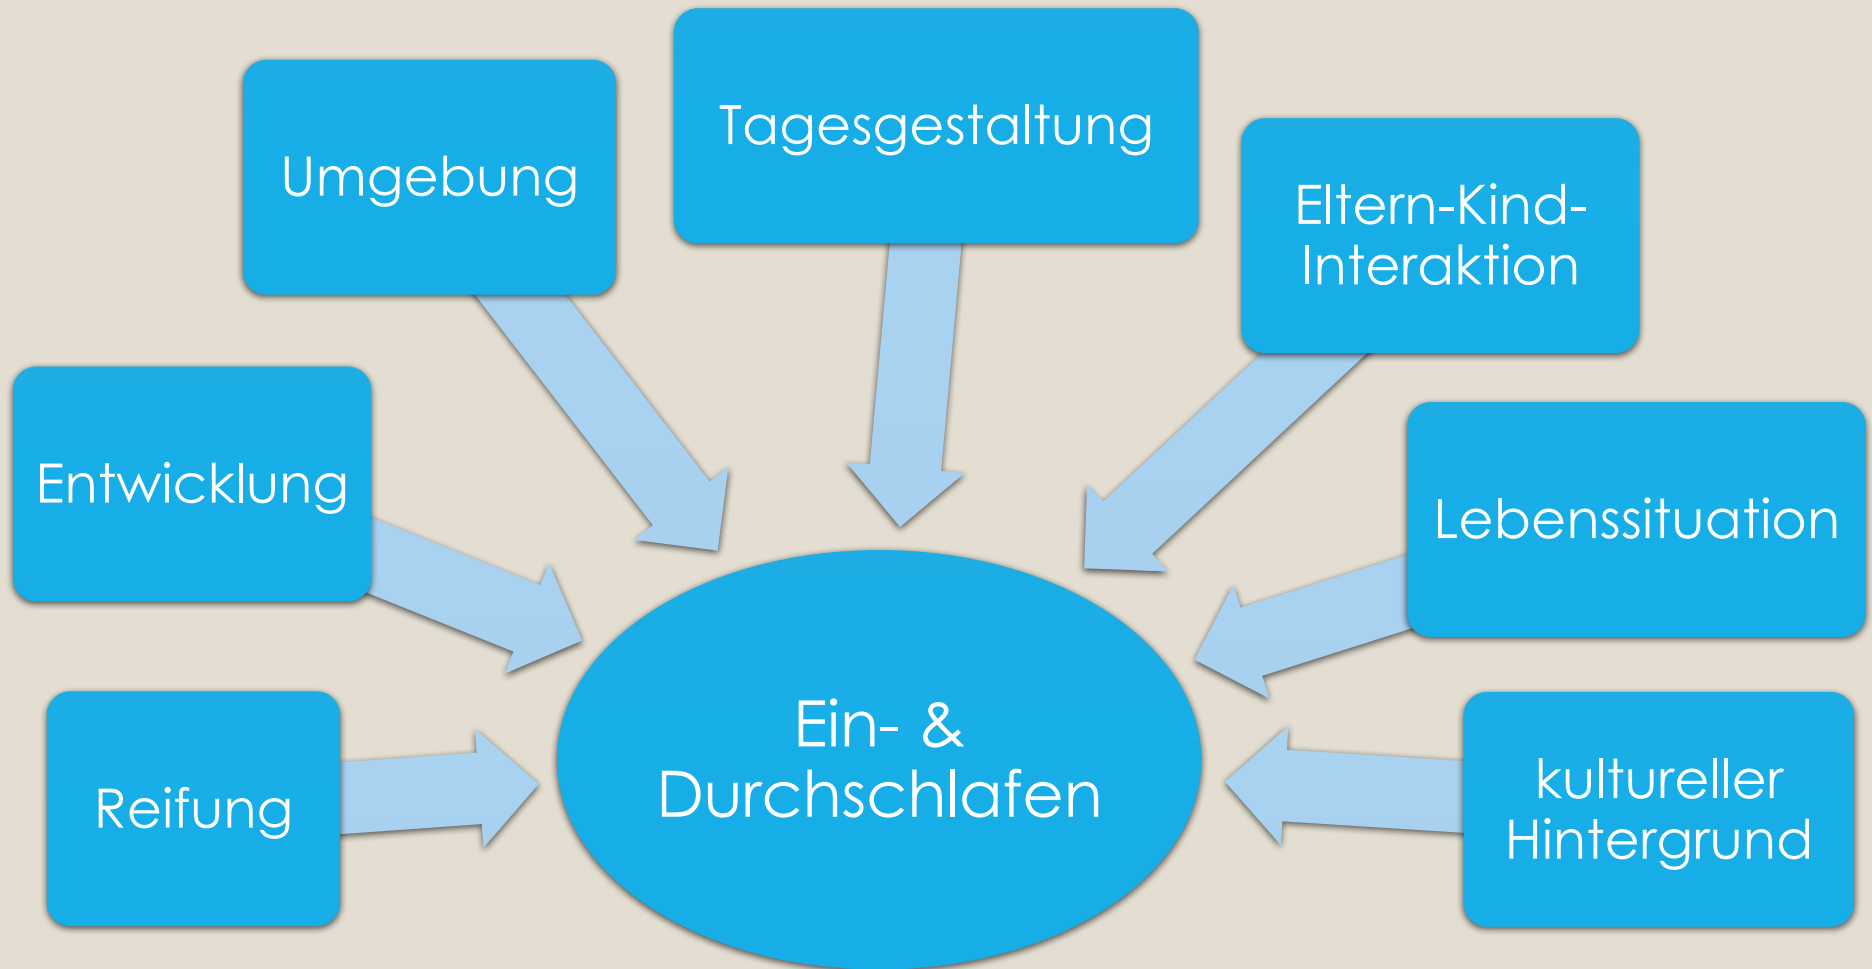 Tagesgestaltung
Umgebung
Eltern-Kind-
Interaktion
Entwicklung
Lebenssituation
Reifung
Ein- &
Durchschlafen
kultureller
Hintergrund